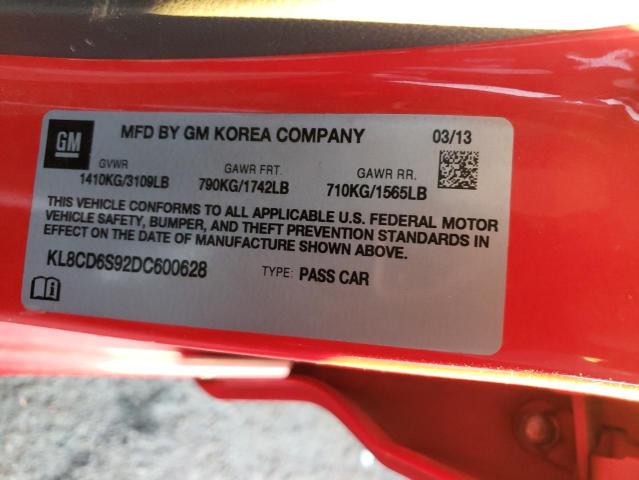 GM
MFD BY GM KOREA COMPANY 03/13
GVWR GAWR FRT. GAWR RR.
1410KG/3109LB 790KG/1742LB 710KG/1565LB
THIS VEHICLE CONFORMS TO ALL APPLICABLE U.S. FEDERAL MOTOR
VEHICLE SAFETY, BUMPER, AND THEFT PREVENTION STANDARDS IN
EFFECT ON THE DATE OF MANUFACTURE SHOWN ABOVE.
KL8CD6S92DC600628 TYPE: PASS CAR